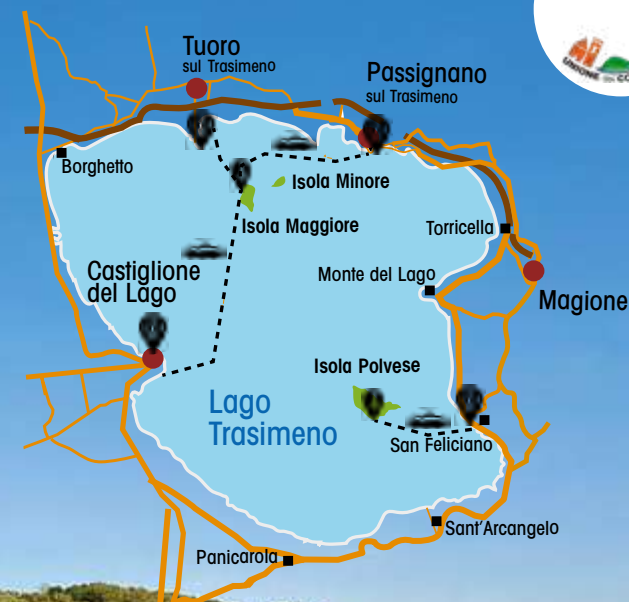 Tuoro
sul Trasimeno
Passignano
sul Trasimeno
UNIONE
Borghetto
Isola Minore
Isola Maggiore
Torricella
Castiglione
del Lago
Monte del Lago
Magione
Isola Polvese
Lago
Trasimeno
San Feliciano
Sant'Arcangelo
Panicarola